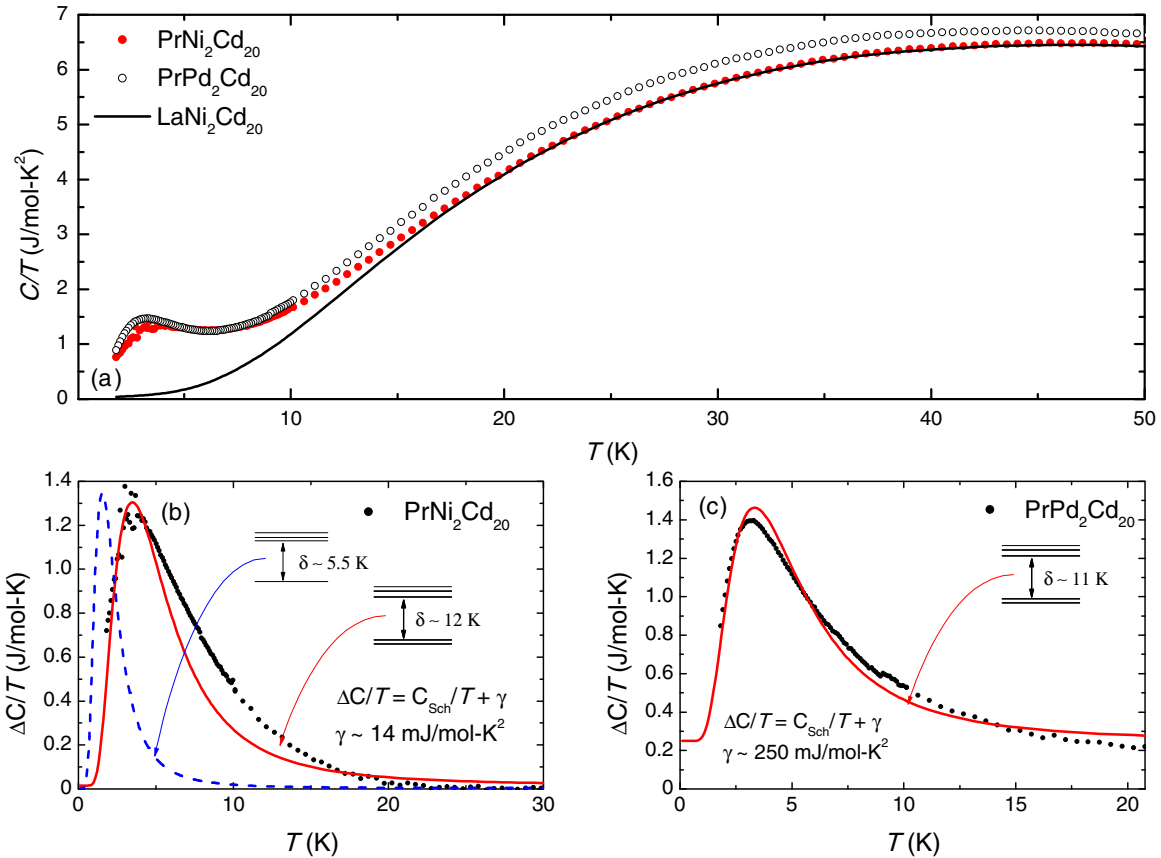 7
6
5
4
3
2
1
0
C/T (J/mol-K²)
PrNi₂Cd₂₀
PrPd₂Cd₂₀
LaNi₂Cd₂₀
(a)
10 20 30 40 50
T (K)
1.4
1.2
1.0
0.8
0.6
0.4
0.2
0
ΔC/T (J/mol-K)
(b)
PrNi₂Cd₂₀
δ ~ 5.5 K
δ ~ 12 K
ΔC/T = C_Sch/T + γ
γ ~ 14 mJ/mol-K²
0 10 20 30
T (K)
1.6
1.4
1.2
1.0
0.8
0.6
0.4
0.2
0
ΔC/T (J/mol-K)
(c)
PrPd₂Cd₂₀
δ ~ 11 K
ΔC/T = C_Sch/T + γ
γ ~ 250 mJ/mol-K²
0 5 10 15 20
T (K)